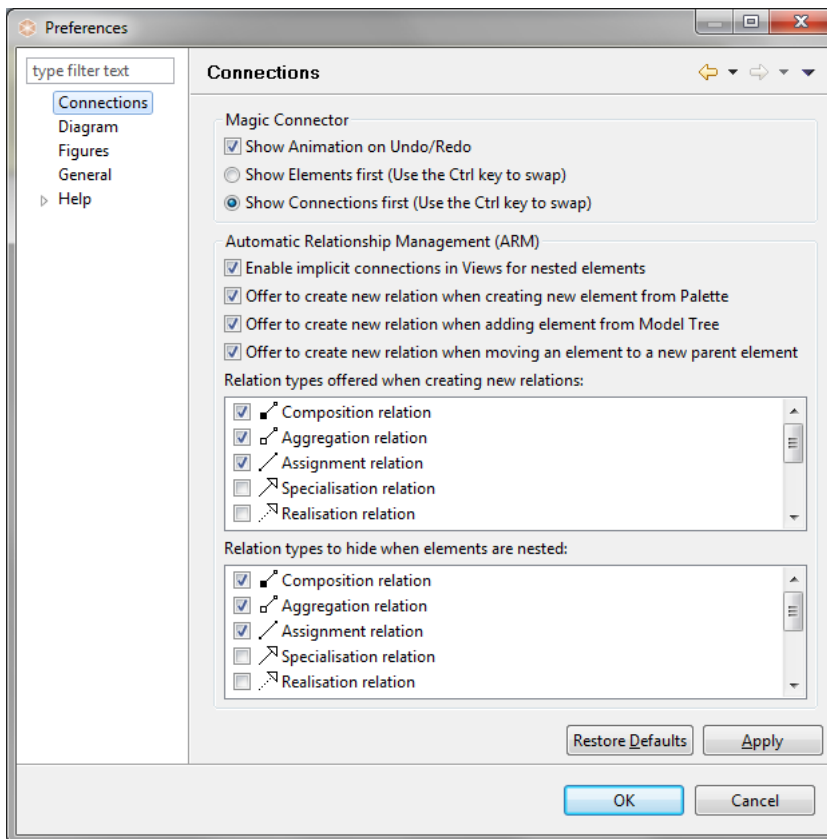 Preferences
type filter text
Connections
Diagram
Figures
General
Help
Connections
Magic Connector
Show Animation on Undo/Redo
Show Elements first (Use the Ctrl key to swap)
Show Connections first (Use the Ctrl key to swap)
Automatic Relationship Management (ARM)
Enable implicit connections in Views for nested elements
Offer to create new relation when creating new element from Palette
Offer to create new relation when adding element from Model Tree
Offer to create new relation when moving an element to a new parent element
Relation types offered when creating new relations:
Composition relation
Aggregation relation
Assignment relation
Specialisation relation
Realisation relation
Relation types to hide when elements are nested:
Composition relation
Aggregation relation
Assignment relation
Specialisation relation
Realisation relation
Restore Defaults
Apply
OK
Cancel